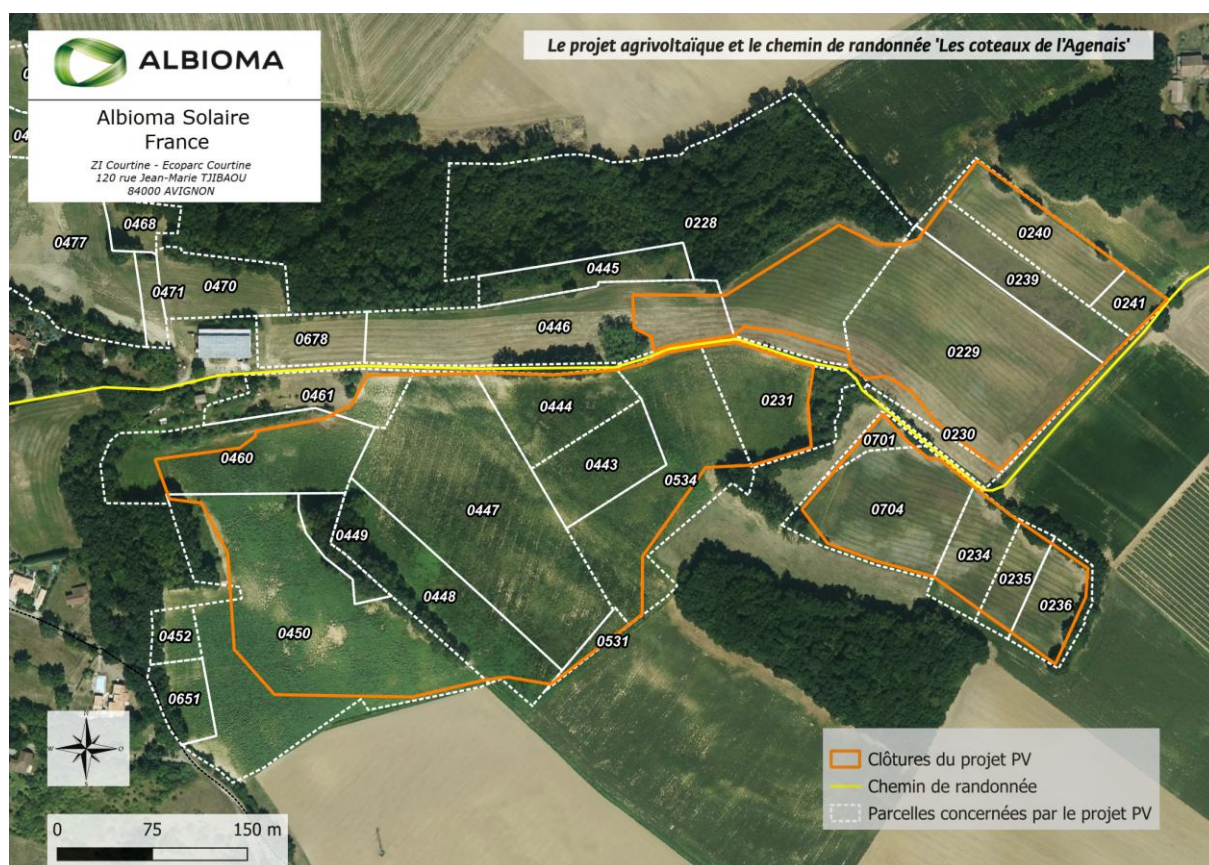 ALBIOMA
Albioma Solaire
France
ZI Courtine - Ecoparc Courtine
120 rue Jean-Marie TJIBAOU
84000 AVIGNON
Le projet agrivoltaïque et le chemin de randonnée 'Les coteaux de l'Agenais'
0468
0228
0477
0240
0445
0470
0239
0471
0241
0446
0678
0229
0461
0444
0231
0230
0701
0460
0443
0534
0704
0447
0449
0234
0235
0448
0236
0450
0452
0531
0651
N
Clôtures du projet PV
Chemin de randonnée
Parcelles concernées par le projet PV
0 75 150 m